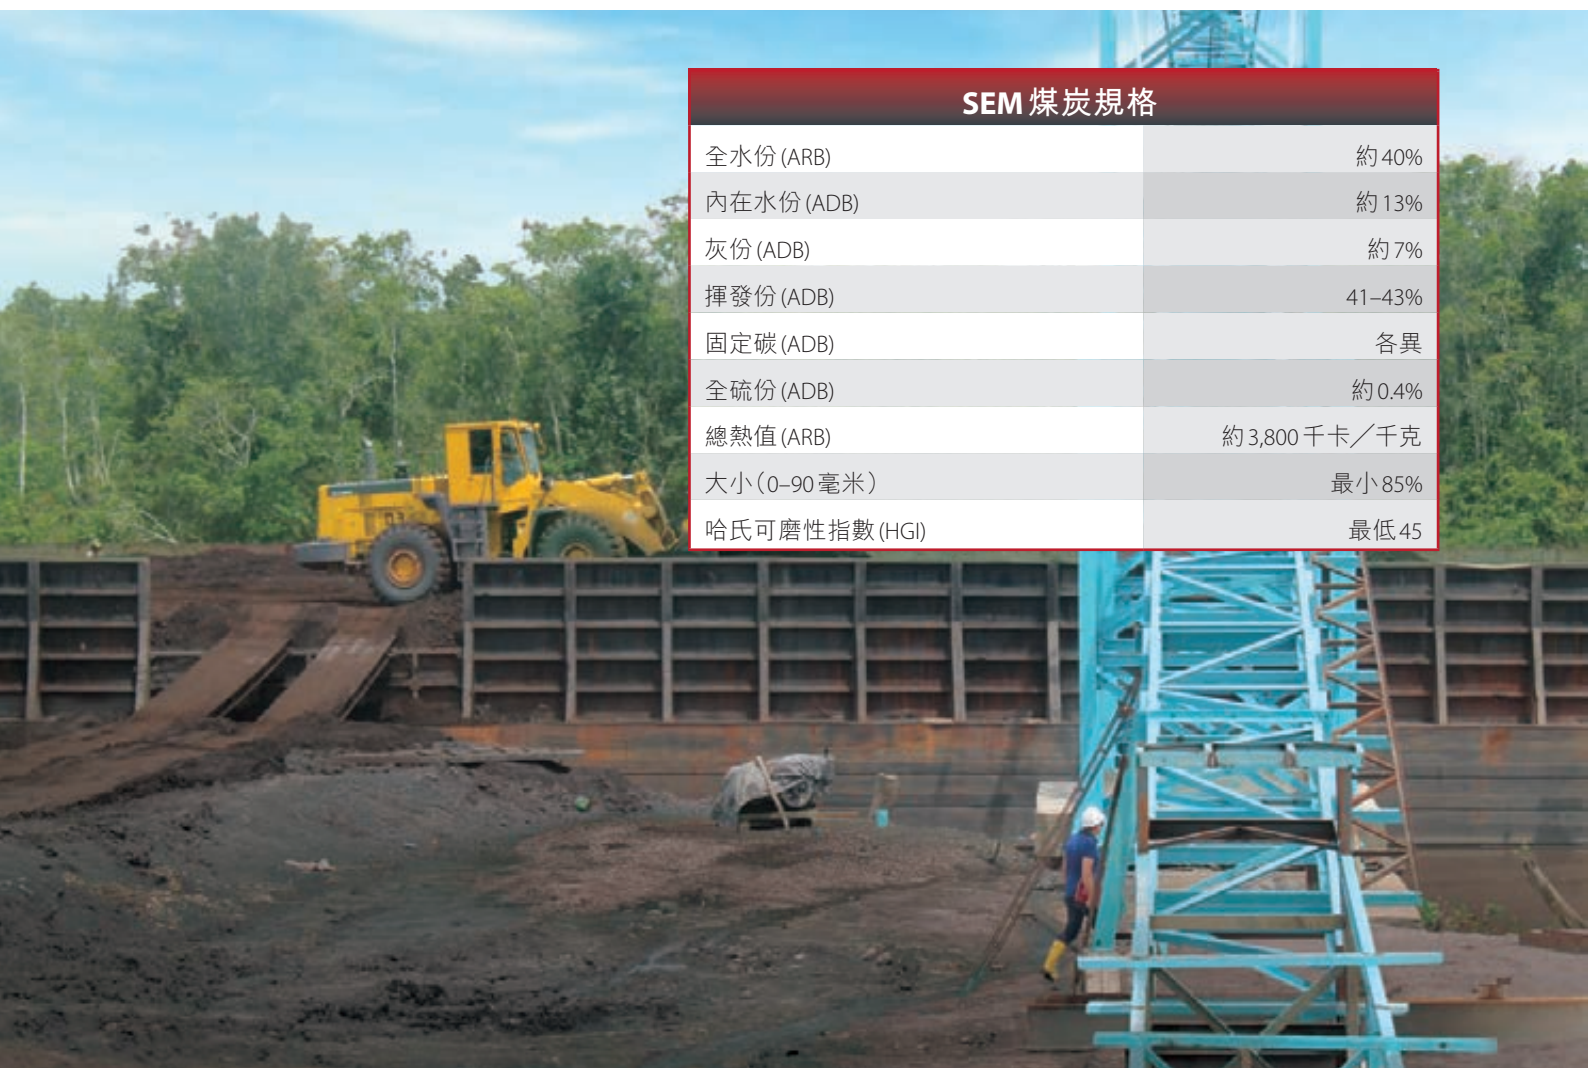 SEM 煤炭規格
全水份 (ARB) 約 40%
內在水份 (ADB) 約 13%
灰份 (ADB) 約 7%
揮發份 (ADB) 41–43%
固定碳 (ADB) 各異
全硫份 (ADB) 約 0.4%
總熱值 (ARB) 約 3,800 千卡╱千克
大小（0–90 毫米） 最小 85%
哈氏可磨性指數 (HGI) 最低 45